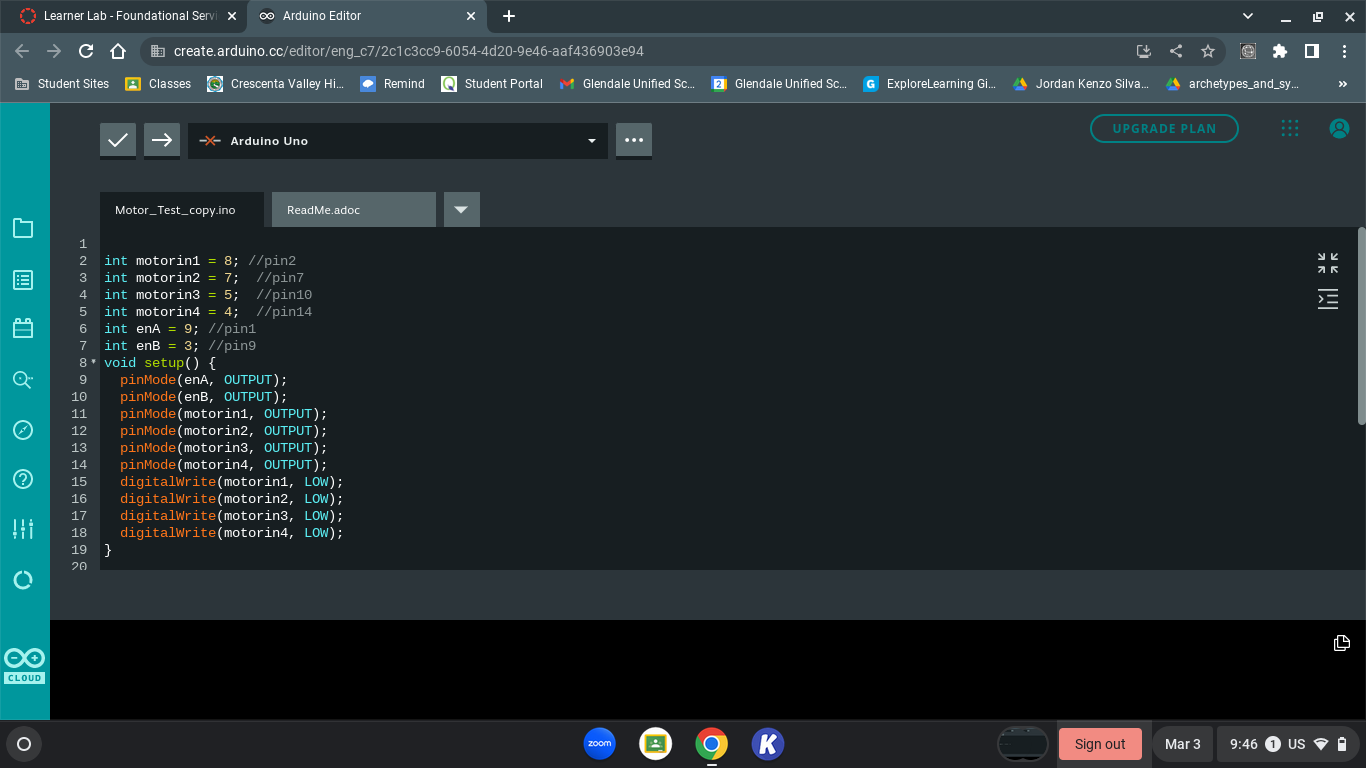 Learner Lab - Foundational Servi
Arduino Editor
create.arduino.cc/editor/eng_c7/2c1c3cc9-6054-4d20-9e46-aaf436903e94
Student Sites
Classes
Crescenta Valley Hi...
Remind
Student Portal
Glendale Unified Sc...
Glendale Unified Sc...
ExploreLearning Gi...
Jordan Kenzo Silva...
archetypes_and_sy...
»
Arduino Uno
UPGRADE PLAN
Motor_Test_copy.ino
ReadMe.adoc
1
2 int motorin1 = 8; //pin2
3 int motorin2 = 7;  //pin7
4 int motorin3 = 5;  //pin10
5 int motorin4 = 4;  //pin14
6 int enA = 9; //pin1
7 int enB = 3; //pin9
8 void setup() {
9   pinMode(enA, OUTPUT);
10   pinMode(enB, OUTPUT);
11   pinMode(motorin1, OUTPUT);
12   pinMode(motorin2, OUTPUT);
13   pinMode(motorin3, OUTPUT);
14   pinMode(motorin4, OUTPUT);
15   digitalWrite(motorin1, LOW);
16   digitalWrite(motorin2, LOW);
17   digitalWrite(motorin3, LOW);
18   digitalWrite(motorin4, LOW);
19 }
20
CLOUD
zoom
K
Sign out
Mar 3
9:46
1
US